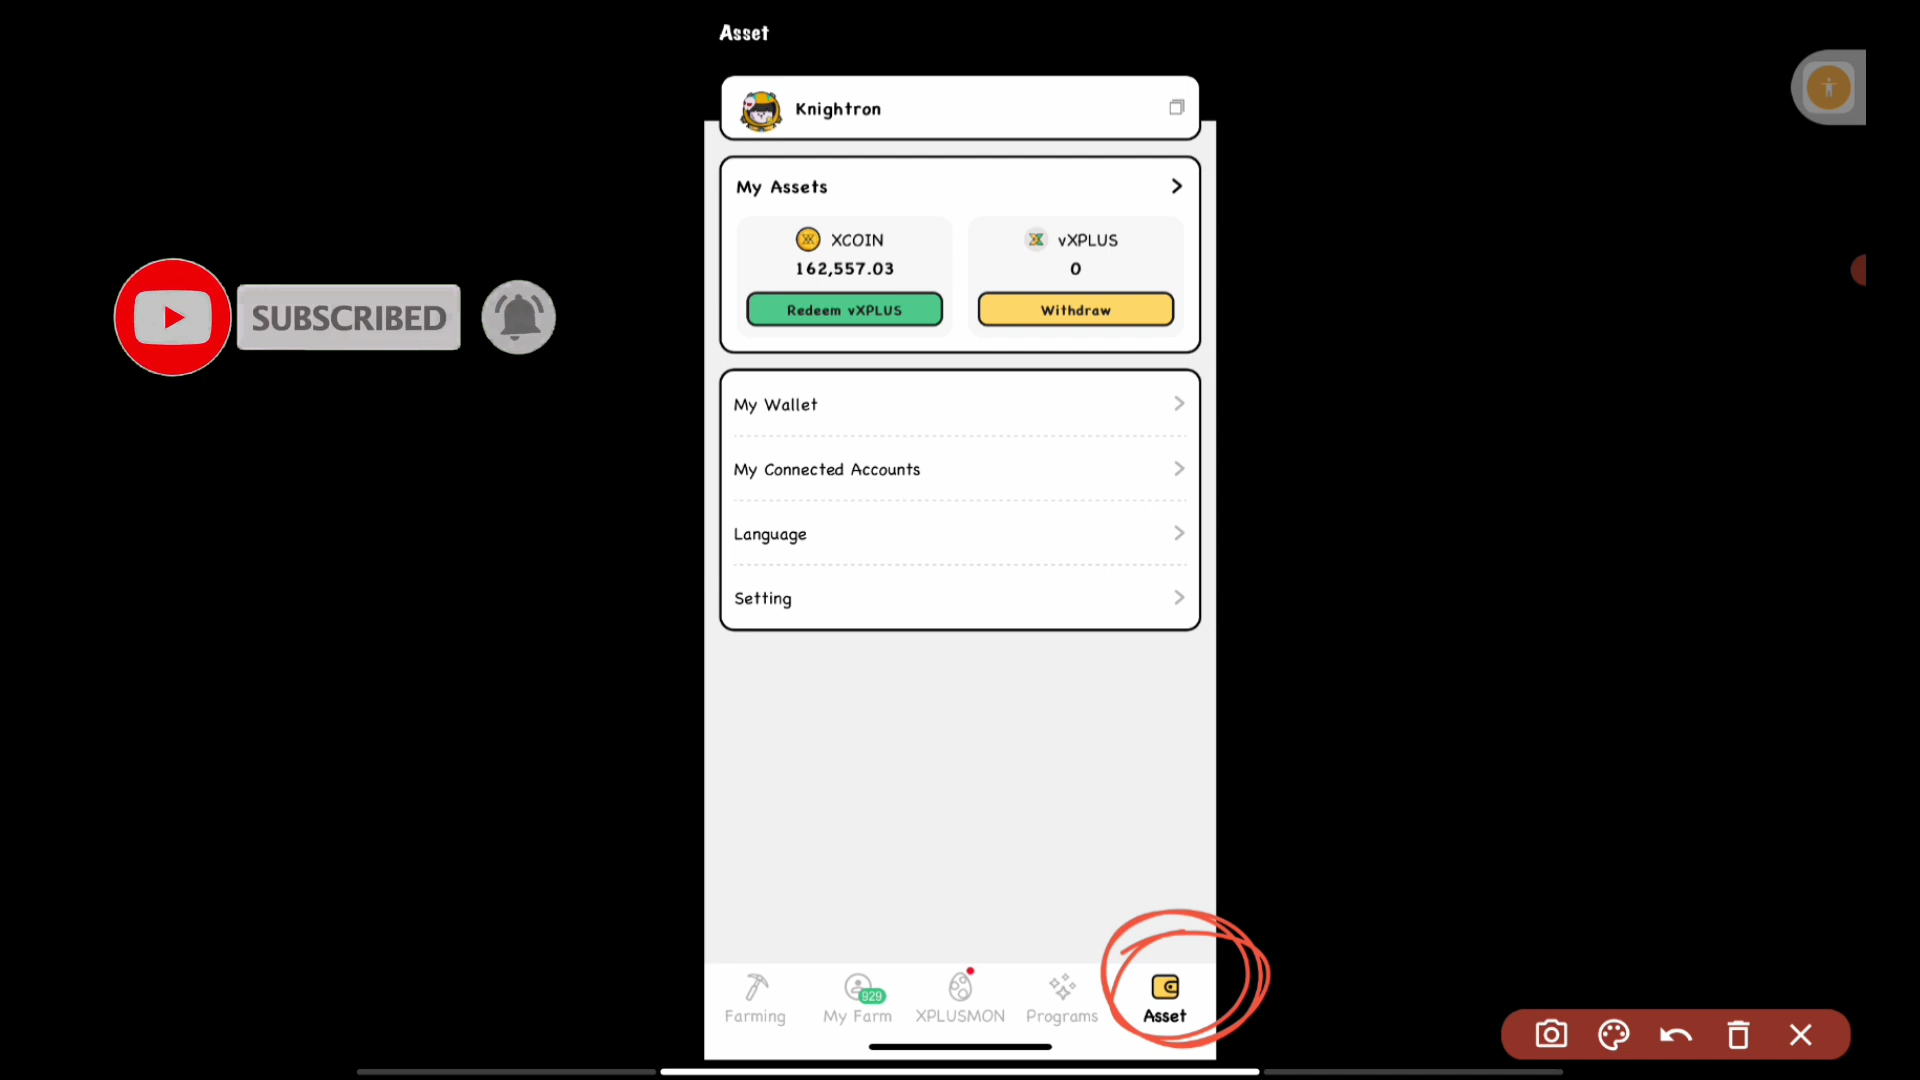 Asset
Knightron
My Assets
XCOIN
vXPLUS
162,557.03
0
Redeem vXPLUS
Withdraw
SUBSCRIBED
My Wallet
My Connected Accounts
Language
Setting
929
Farming
My Farm
XPLUSMON
Programs
Asset